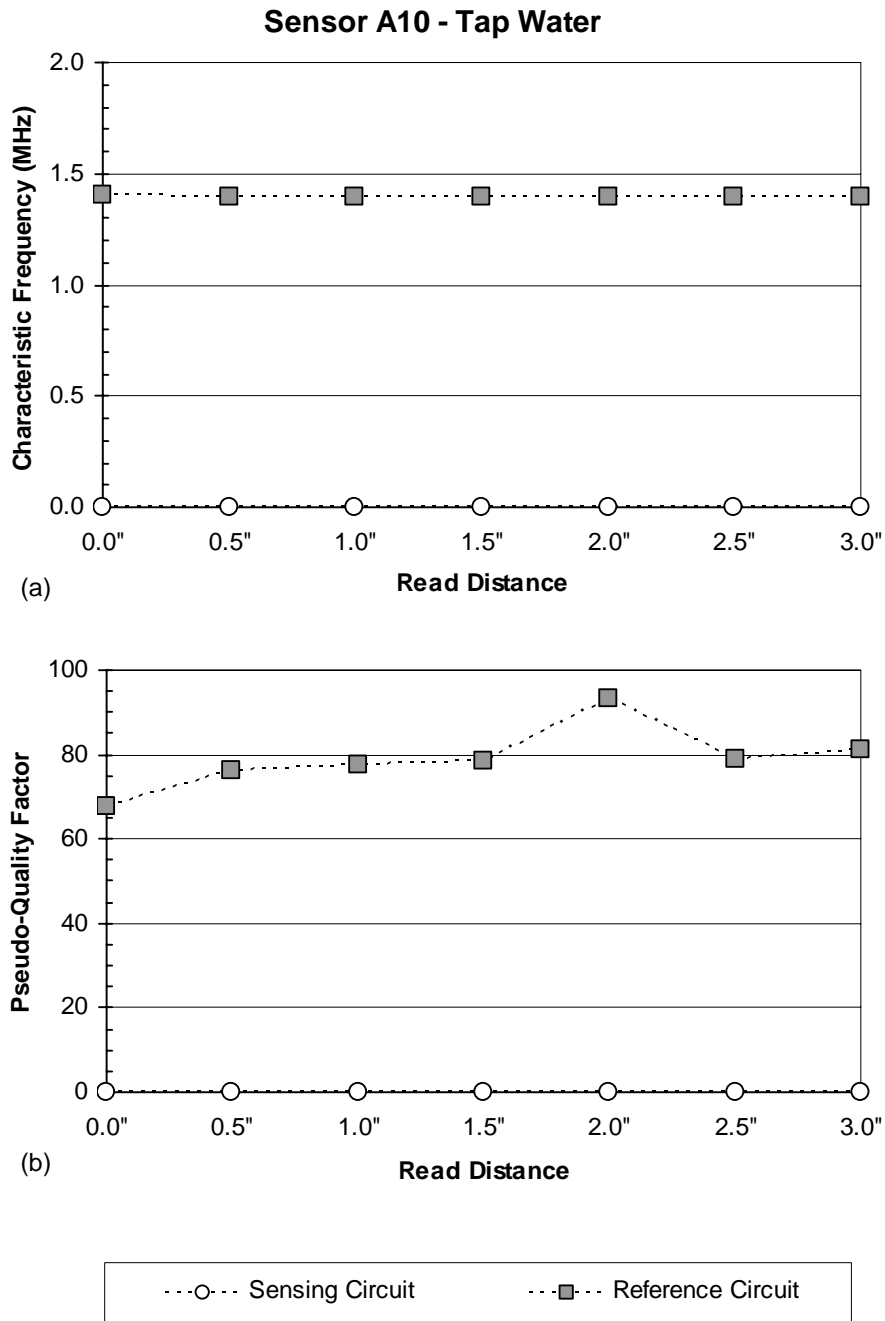 Sensor A10 - Tap Water
Characteristic Frequency (MHz)
2.0
1.5
1.0
0.5
0.0
0.0" 0.5" 1.0" 1.5" 2.0" 2.5" 3.0"
Read Distance
(a)
Pseudo-Quality Factor
100
80
60
40
20
0
0.0" 0.5" 1.0" 1.5" 2.0" 2.5" 3.0"
Read Distance
(b)
Sensing Circuit Reference Circuit